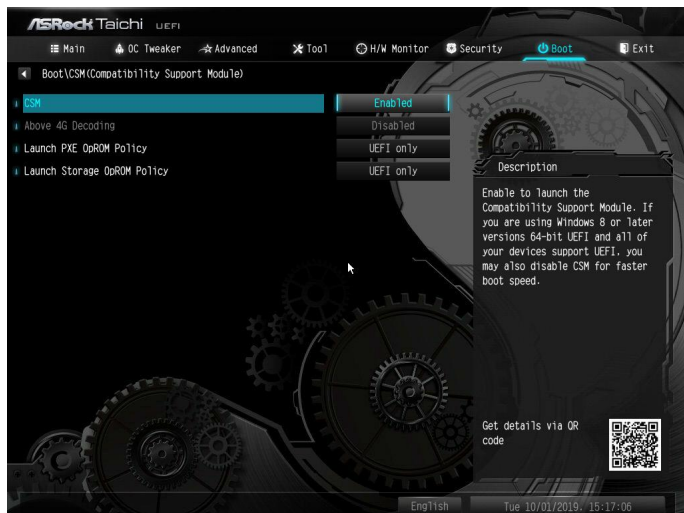 ASRock Taichi UEFI
Main OC Tweaker Advanced Tool H/W Monitor Security Boot Exit
Boot\CSM(Compatibility Support Module)
CSM Enabled
Above 4G Decoding Disabled
Launch PXE OpROM Policy UEFI only
Launch Storage OpROM Policy UEFI only
Description
Enable to launch the
Compatibility Support Module. If
you are using Windows 8 or later
versions 64-bit UEFI and all of
your devices support UEFI, you
may also disable CSM for faster
boot speed.
Get details via QR
code
English Tue 10/01/2019. 15:17:06